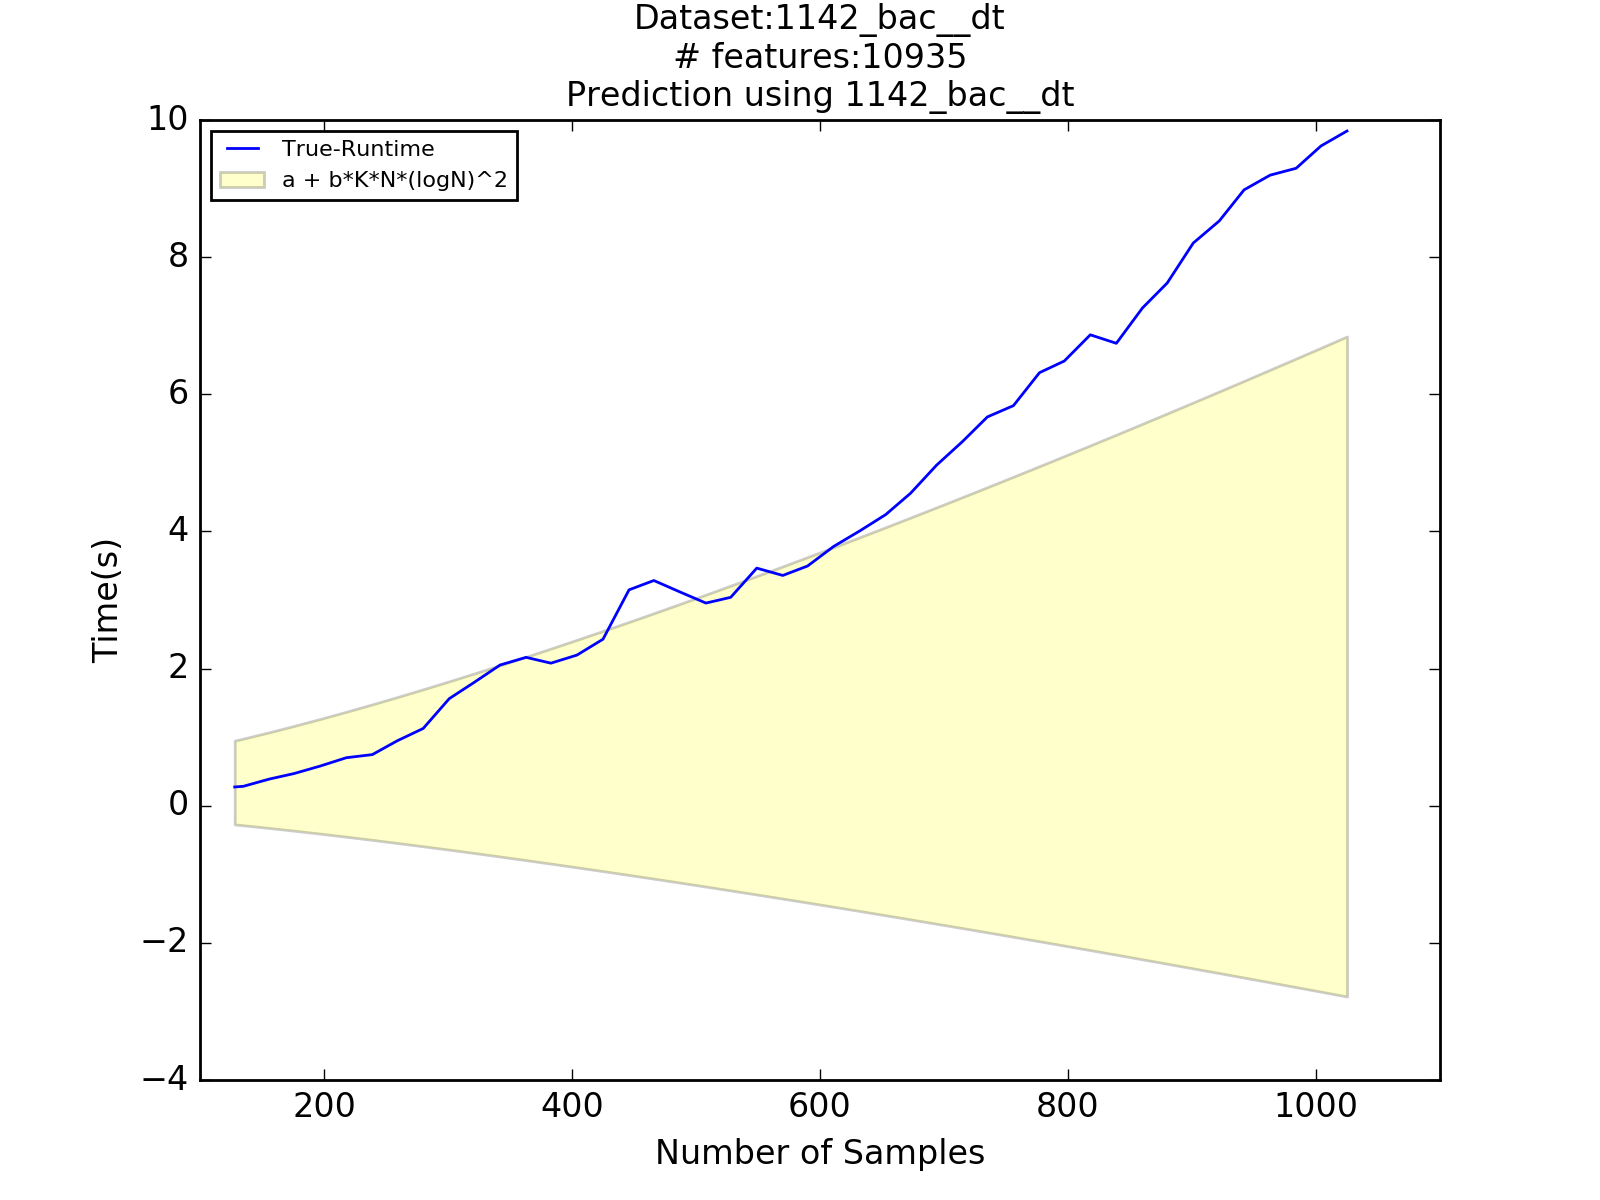 Dataset:1142_bac__dt
# features:10935
Prediction using 1142_bac__dt
True-Runtime
a + b*K*N*(logN)^2
10
8
6
4
2
0
−2
−4
Time(s)
200 400 600 800 1000
Number of Samples